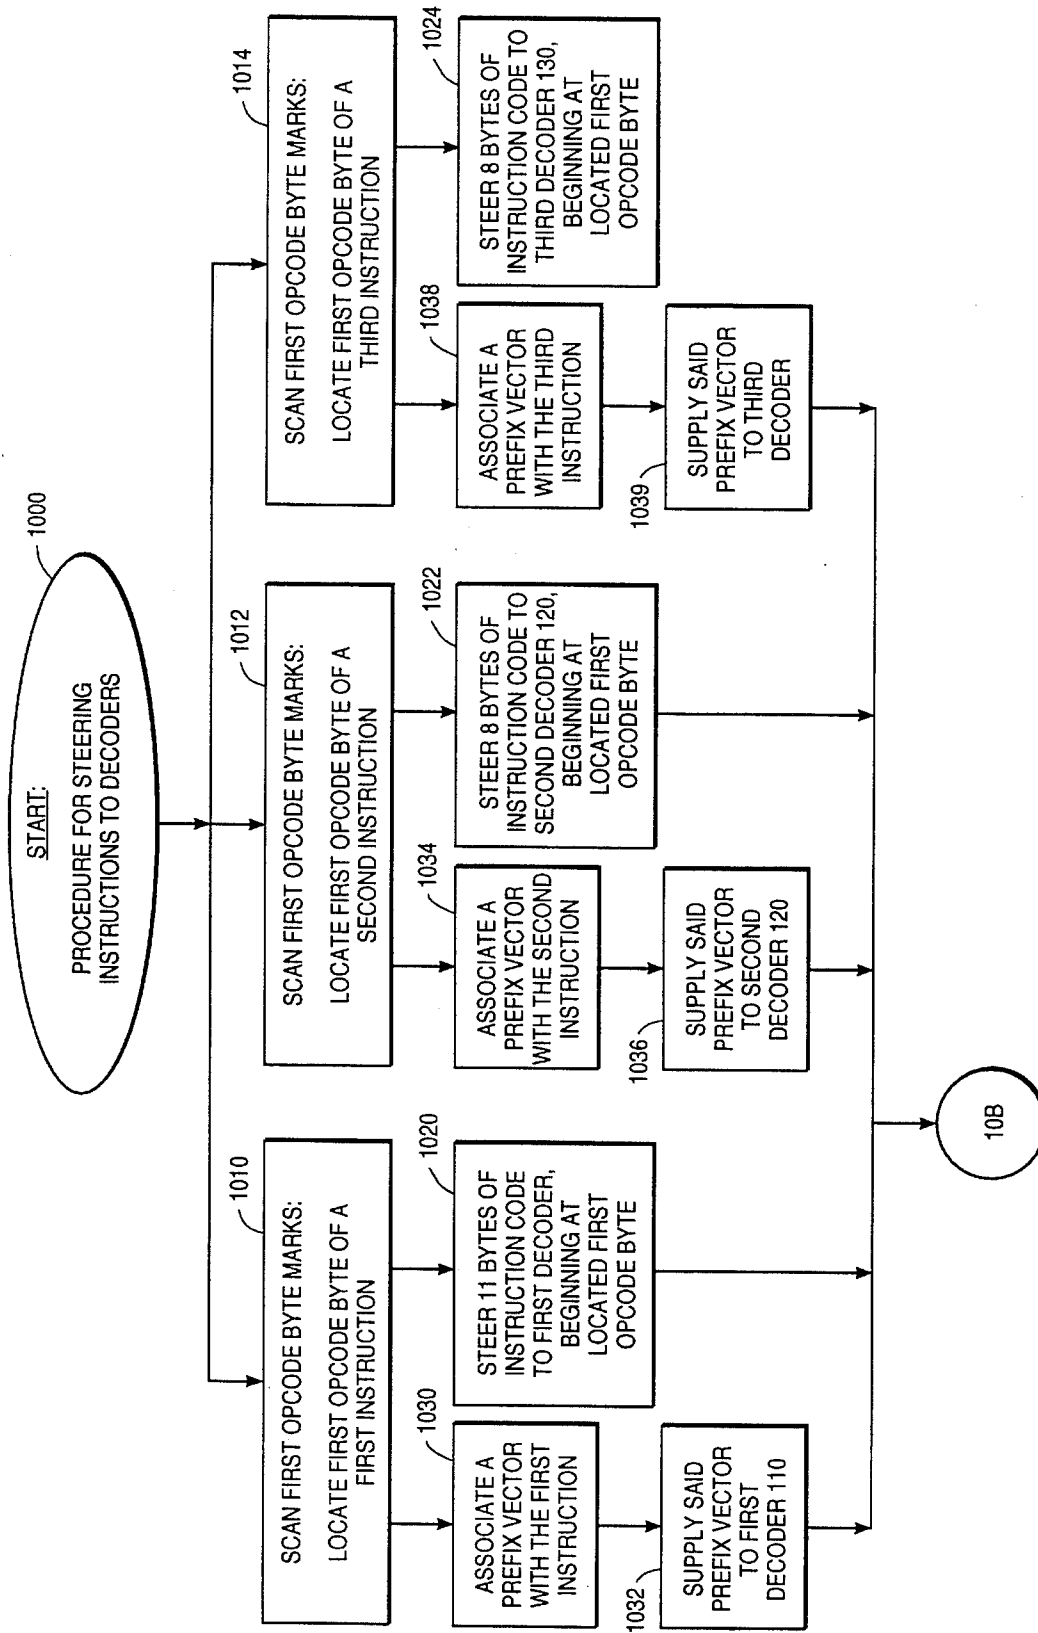 1000
START:
PROCEDURE FOR STEERING
INSTRUCTIONS TO DECODERS
1010
SCAN FIRST OPCODE BYTE MARKS:
LOCATE FIRST OPCODE BYTE OF A
FIRST INSTRUCTION
1012
SCAN FIRST OPCODE BYTE MARKS:
LOCATE FIRST OPCODE BYTE OF A
SECOND INSTRUCTION
1014
SCAN FIRST OPCODE BYTE MARKS:
LOCATE FIRST OPCODE BYTE OF A
THIRD INSTRUCTION
1030
ASSOCIATE A
PREFIX VECTOR
WITH THE FIRST
INSTRUCTION
1020
STEER 11 BYTES OF
INSTRUCTION CODE
TO FIRST DECODER,
BEGINNING AT
LOCATED FIRST
OPCODE BYTE
1034
ASSOCIATE A
PREFIX VECTOR
WITH THE SECOND
INSTRUCTION
1022
STEER 8 BYTES OF
INSTRUCTION CODE TO
SECOND DECODER 120,
BEGINNING AT
LOCATED FIRST
OPCODE BYTE
1038
ASSOCIATE A
PREFIX VECTOR
WITH THE THIRD
INSTRUCTION
1024
STEER 8 BYTES OF
INSTRUCTION CODE TO
THIRD DECODER 130,
BEGINNING AT
LOCATED FIRST
OPCODE BYTE
1032
SUPPLY SAID
PREFIX VECTOR
TO FIRST
DECODER 110
1036
SUPPLY SAID
PREFIX VECTOR
TO SECOND
DECODER 120
1039
SUPPLY SAID
PREFIX VECTOR
TO THIRD
DECODER
10B